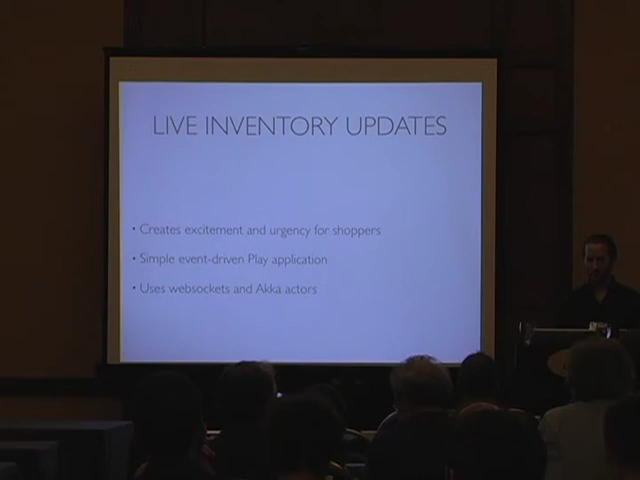 LIVE INVENTORY UPDATES
• Creates excitement and urgency for shoppers
• Simple event-driven Play application
• Uses websockets and Akka actors